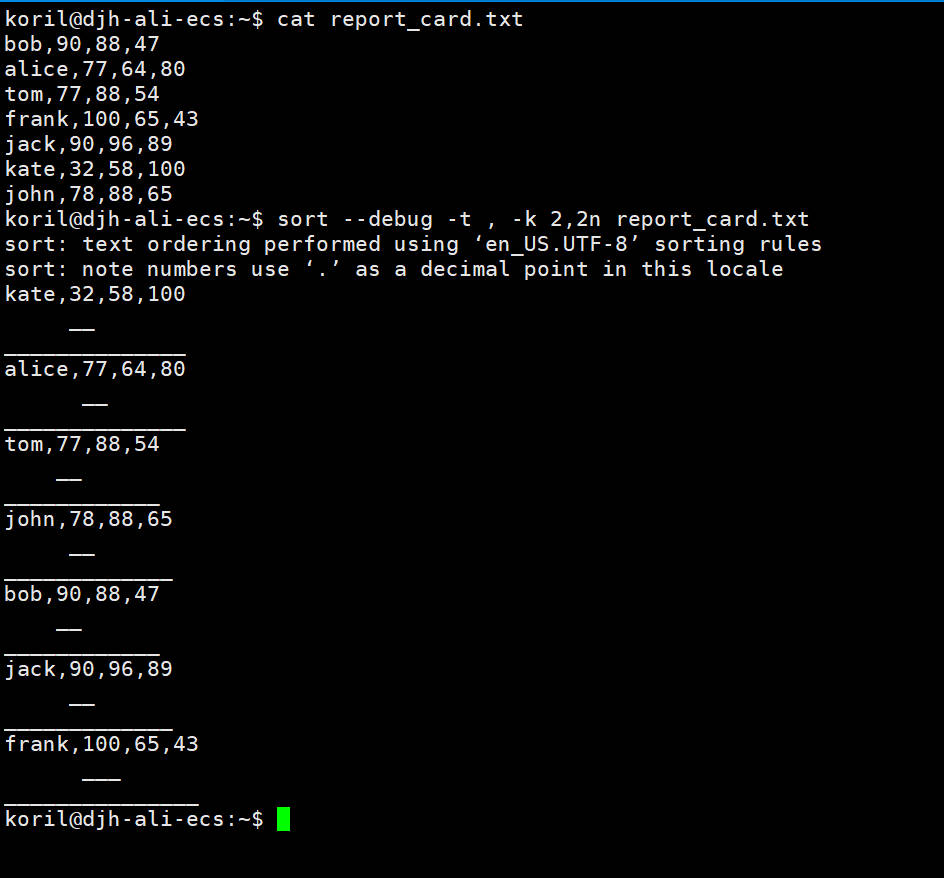 koril@djh-ali-ecs:~$ cat report_card.txt
bob,90,88,47
alice,77,64,80
tom,77,88,54
frank,100,65,43
jack,90,96,89
kate,32,58,100
john,78,88,65
koril@djh-ali-ecs:~$ sort --debug -t , -k 2,2n report_card.txt
sort: text ordering performed using ‘en_US.UTF-8’ sorting rules
sort: note numbers use ‘.’ as a decimal point in this locale
kate,32,58,100
     __
______________
alice,77,64,80
      __
______________
tom,77,88,54
    __
____________
john,78,88,65
     __
_____________
bob,90,88,47
    __
____________
jack,90,96,89
     __
_____________
frank,100,65,43
      ___
_______________
koril@djh-ali-ecs:~$